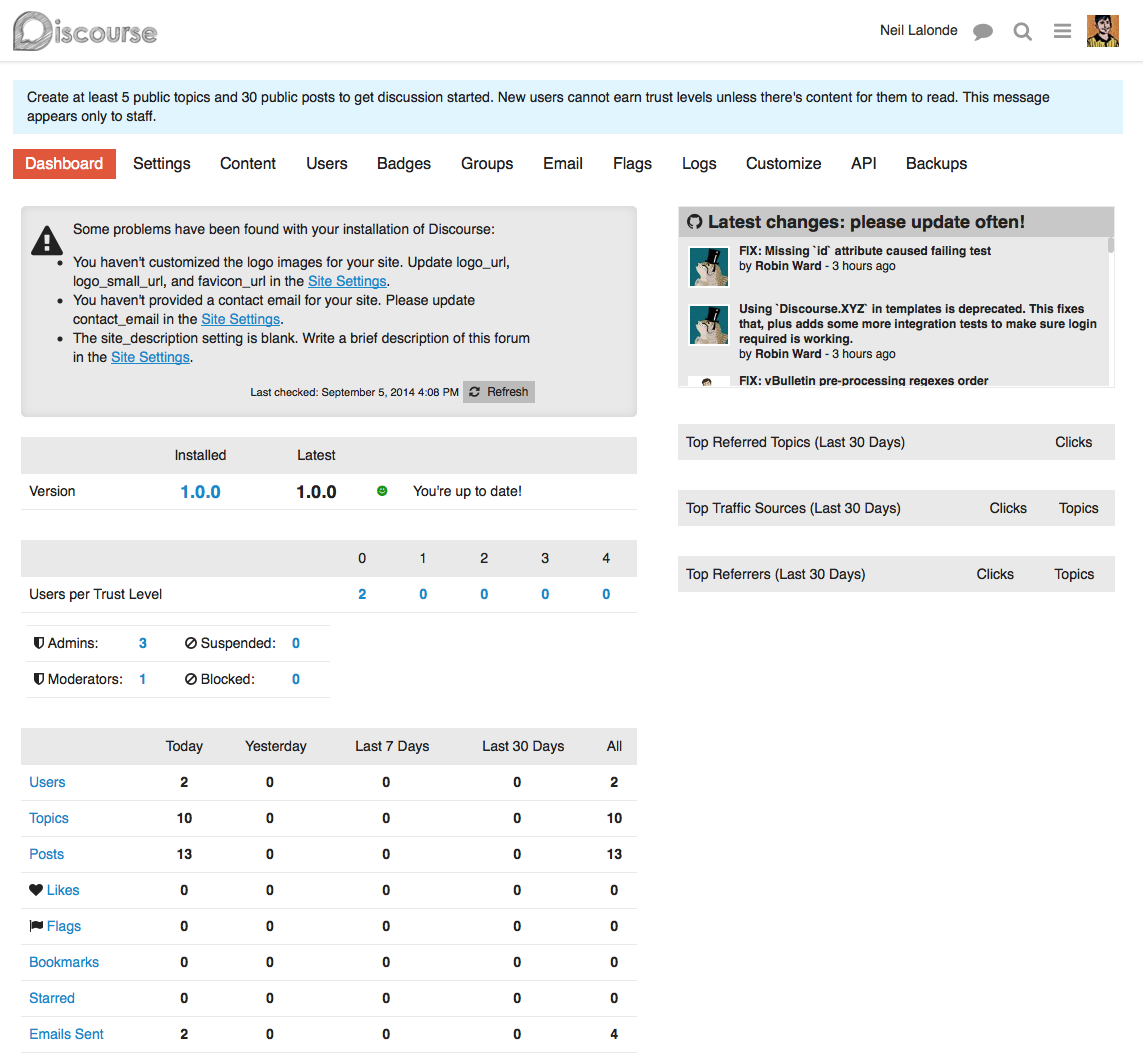 Discourse
Neil Lalonde
Create at least 5 public topics and 30 public posts to get discussion started. New users cannot earn trust levels unless there's content for them to read. This message
appears only to staff.
Dashboard Settings Content Users Badges Groups Email Flags Logs Customize API Backups
Some problems have been found with your installation of Discourse:
• You haven't customized the logo images for your site. Update logo_url,
logo_small_url, and favicon_url in the Site Settings.
• You haven't provided a contact email for your site. Please update
contact_email in the Site Settings.
• The site_description setting is blank. Write a brief description of this forum
in the Site Settings.
Last checked: September 5, 2014 4:08 PM Refresh
Installed Latest
Version 1.0.0 1.0.0 You're up to date!
0 1 2 3 4
Users per Trust Level 2 0 0 0 0
Admins: 3 Suspended: 0
Moderators: 1 Blocked: 0
Today Yesterday Last 7 Days Last 30 Days All
Users 2 0 0 0 2
Topics 10 0 0 0 10
Posts 13 0 0 0 13
Likes 0 0 0 0 0
Flags 0 0 0 0 0
Bookmarks 0 0 0 0 0
Starred 0 0 0 0 0
Emails Sent 2 0 0 0 4
Latest changes: please update often!
FIX: Missing `id` attribute caused failing test
by Robin Ward - 3 hours ago
Using `Discourse.XYZ` in templates is deprecated. This fixes
that, plus adds some more integration tests to make sure login
required is working.
by Robin Ward - 3 hours ago
FIX: vBulletin pre-processing regexes order
Top Referred Topics (Last 30 Days) Clicks
Top Traffic Sources (Last 30 Days) Clicks Topics
Top Referrers (Last 30 Days) Clicks Topics